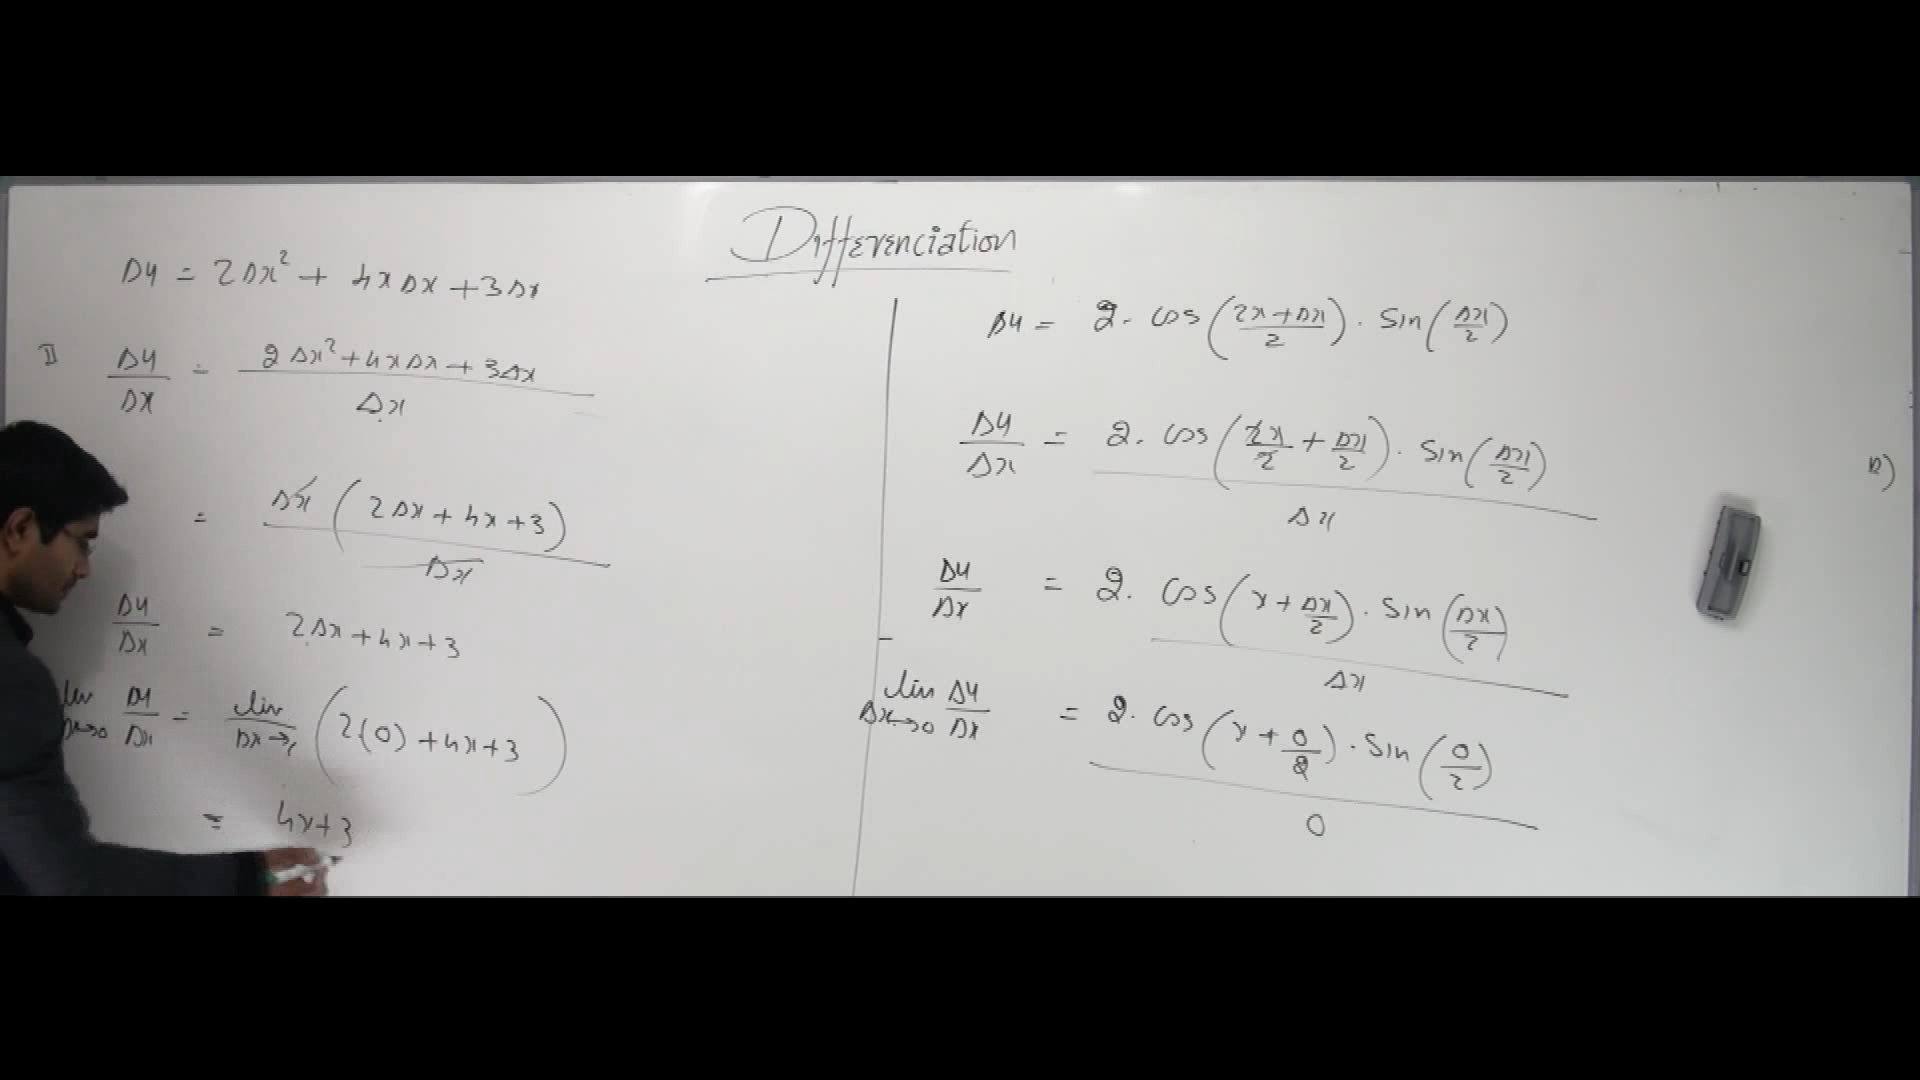 Differenciation
Δy = 2Δx² + 4xΔx + 3Δx
II Δy/Δx = (2Δx² + 4xΔx + 3Δx)/Δx
= Δx(2Δx + 4x + 3)/Δx
Δy/Δx = 2Δx + 4x + 3
Δy/Δx = lim (2(0) + 4x + 3)
= 4x + 3
Δy = 2. cos((2x+Δx)/2) . sin(Δx/2)
Δy/Δx = 2. cos(2x/2 + Δx/2) . sin(Δx/2) / Δx
Δy/Δx = 2. cos(x + Δx/2) . sin(Δx/2) / Δx
lim Δx→0 Δy/Δx = 2. cos(x + 0/2) . sin(0/2) / 0